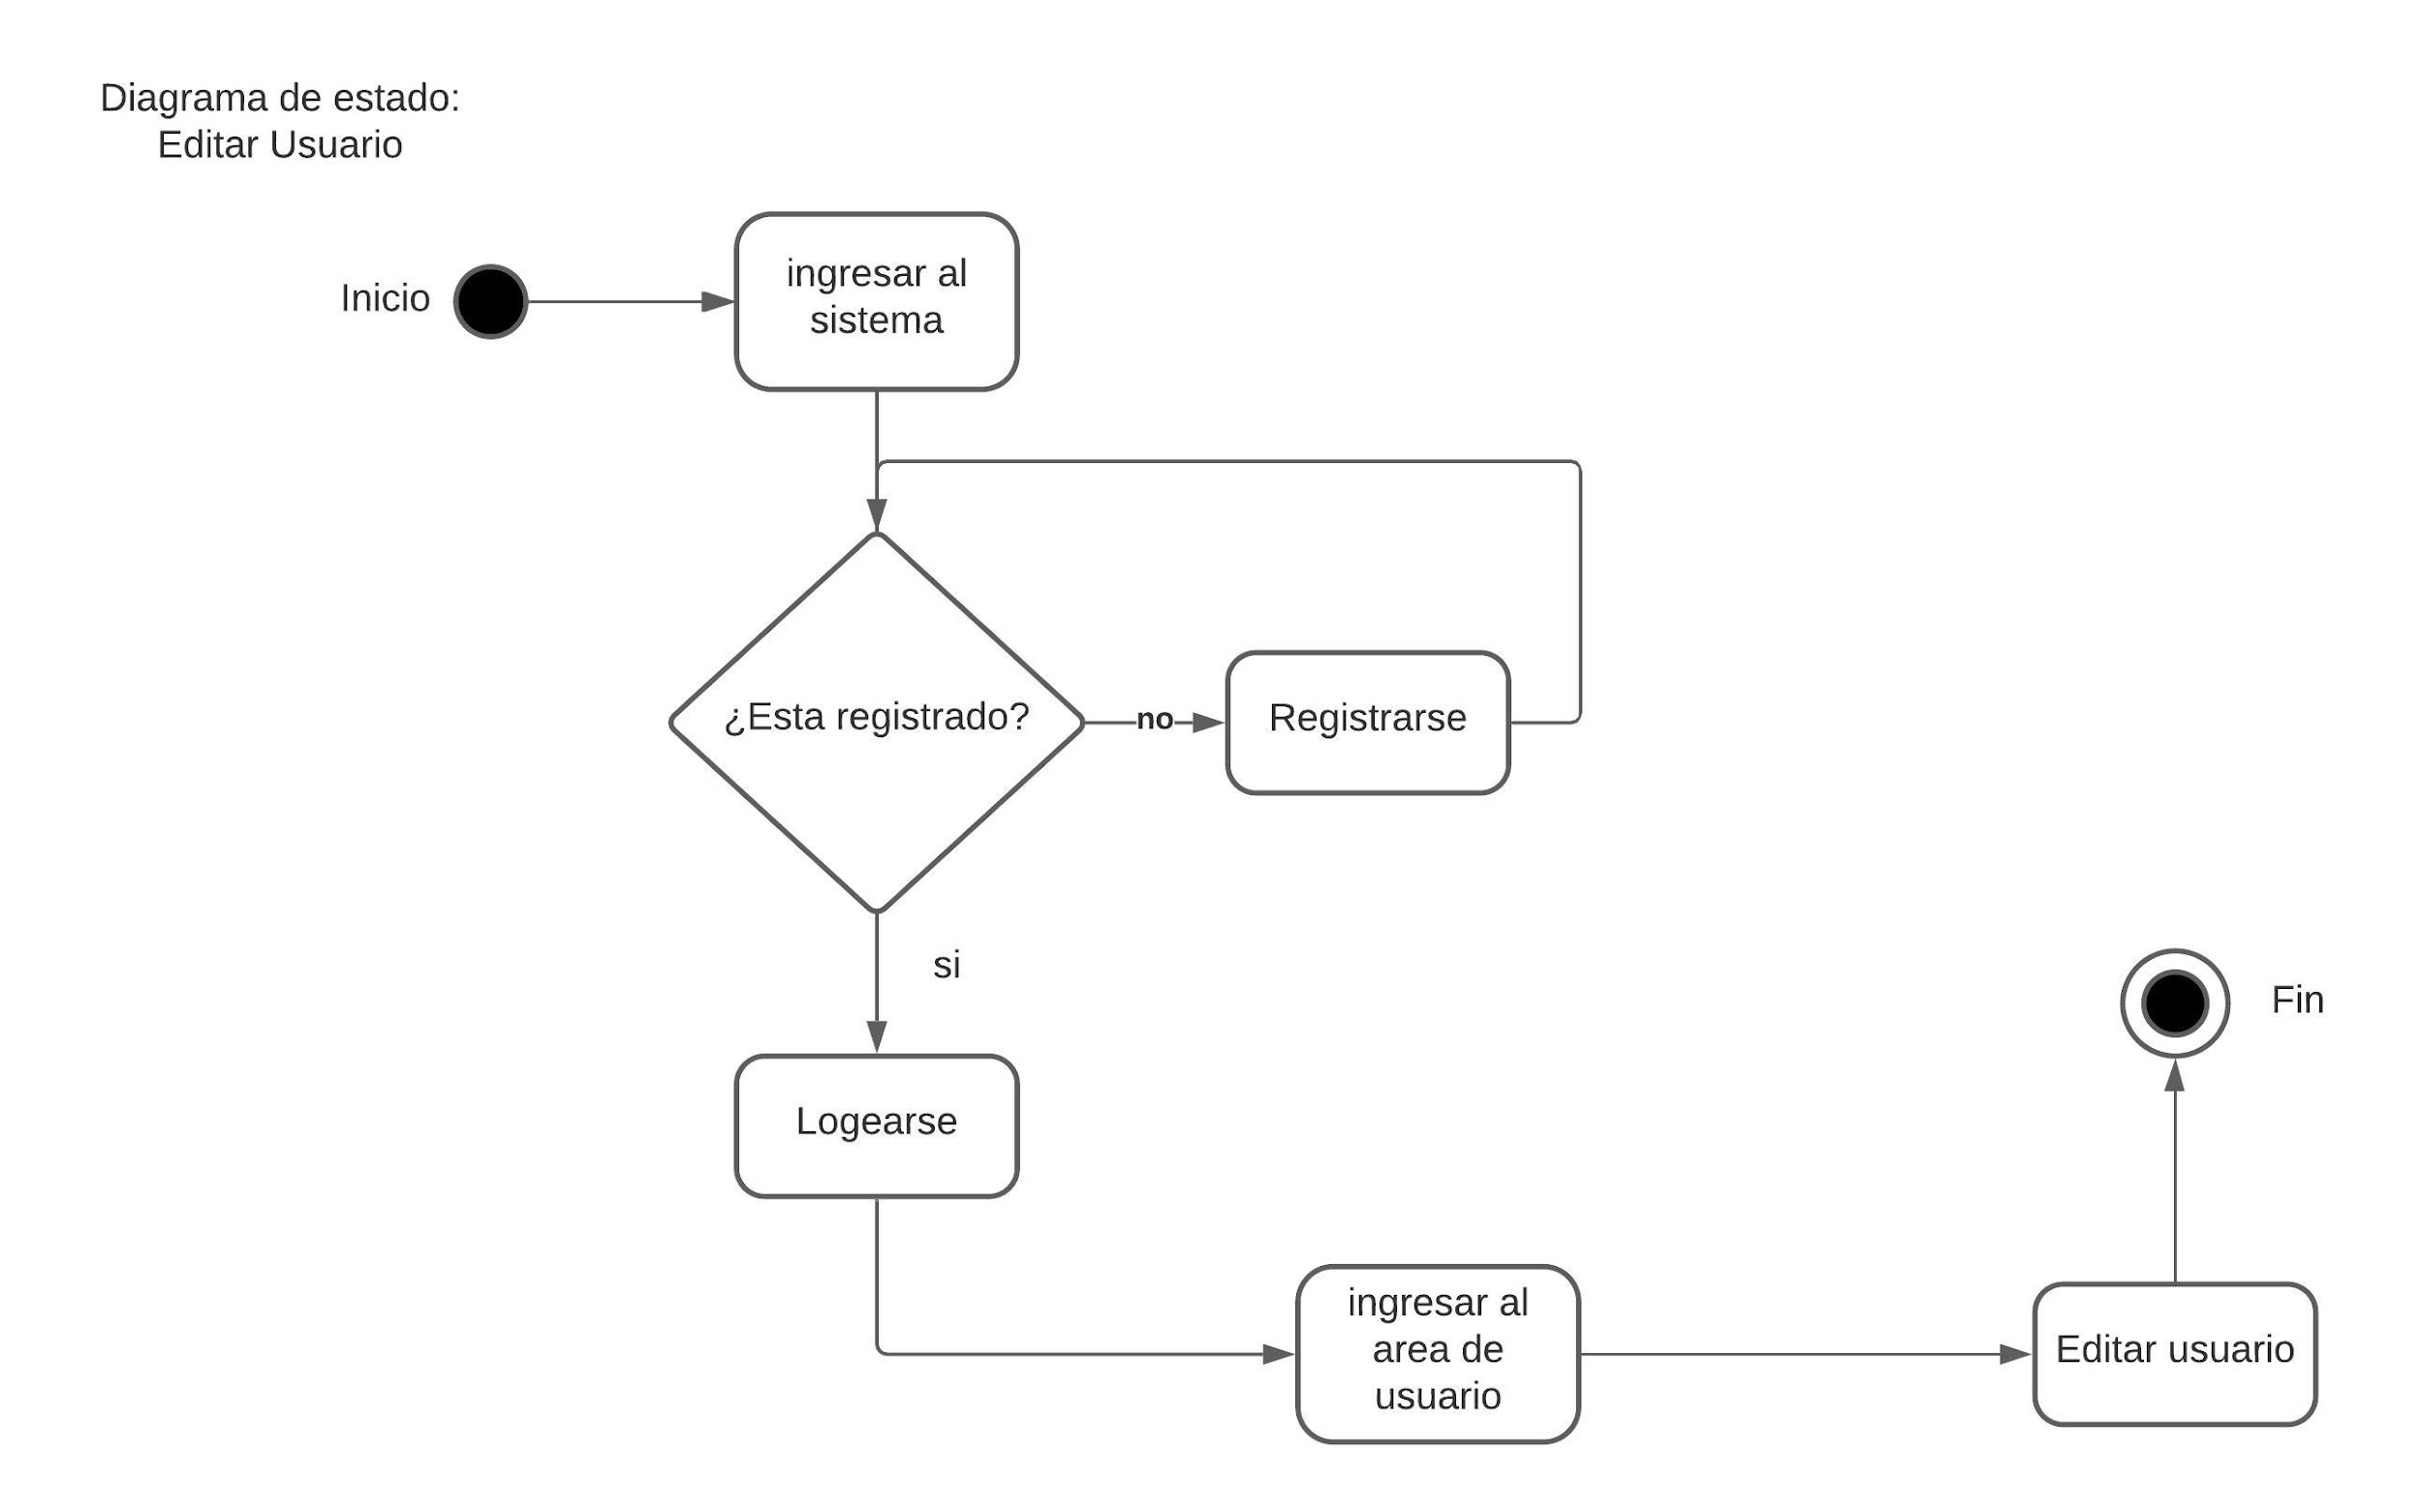 Diagrama de estado:
Editar Usuario
Inicio
ingresar al
sistema
¿Esta registrado?
no
Registrarse
si
Logearse
Fin
ingresar al
area de
usuario
Editar usuario